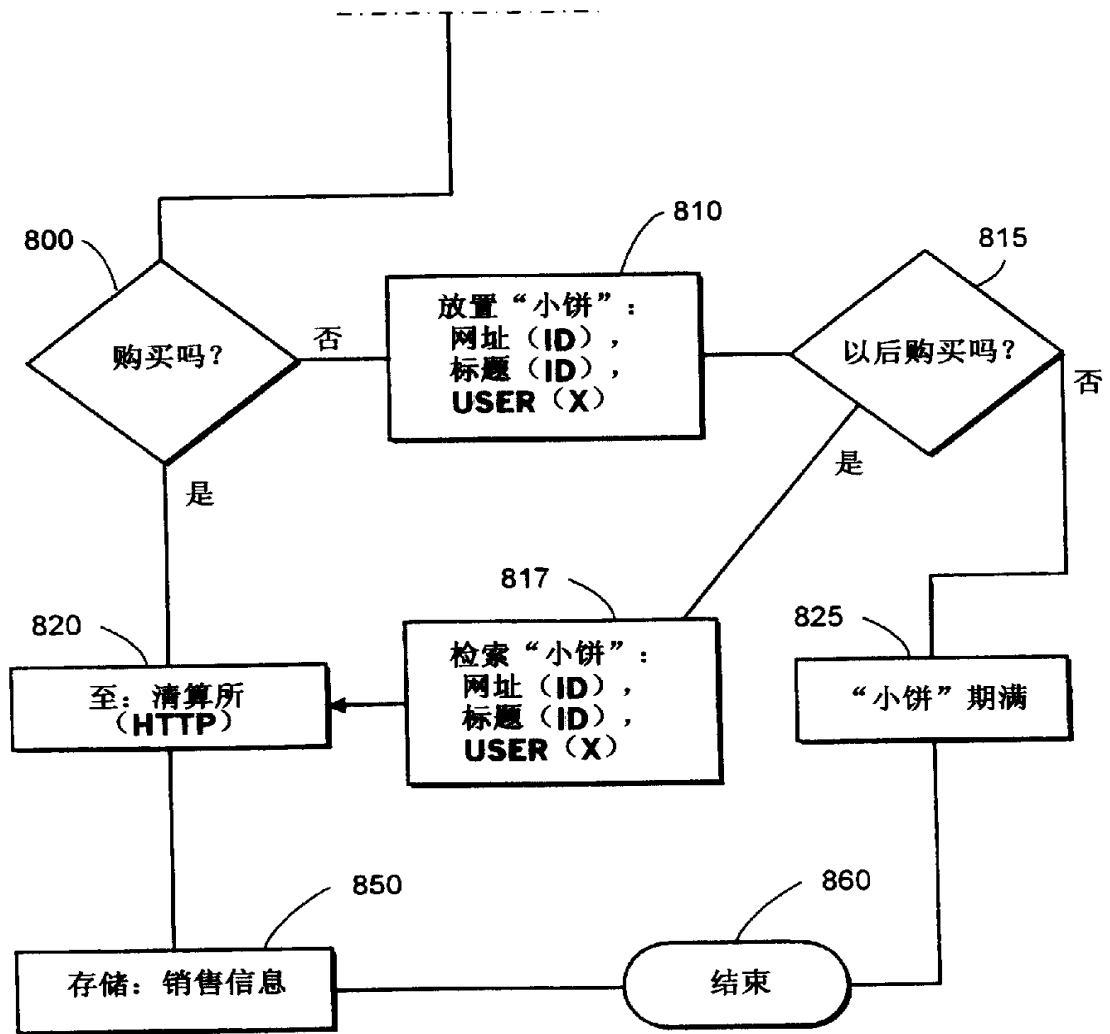 800
购买吗？
否
810
放置“小饼”：
网址（ID），
标题（ID），
USER（X）
815
以后购买吗？
否
是
是
817
检索“小饼”：
网址（ID），
标题（ID），
USER（X）
820
至：清算所
（HTTP）
825
“小饼”期满
850
存储：销售信息
860
结束